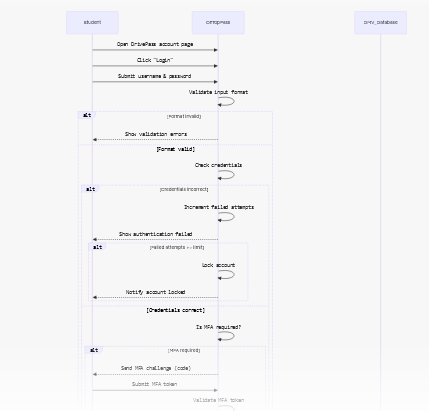 Student
DrivePass
DMV_Database
Open DrivePass account page
Click "Login"
Submit username & password
Validate input format
alt
[Format invalid]
Show validation errors
[Format valid]
Check credentials
alt
[Credentials incorrect]
Increment failed attempts
Show authentication failed
alt
[Failed attempts >= limit]
Lock account
Notify account locked
[Credentials correct]
Is MFA required?
alt
[MFA required]
Send MFA challenge (code)
Submit MFA token
Validate MFA token